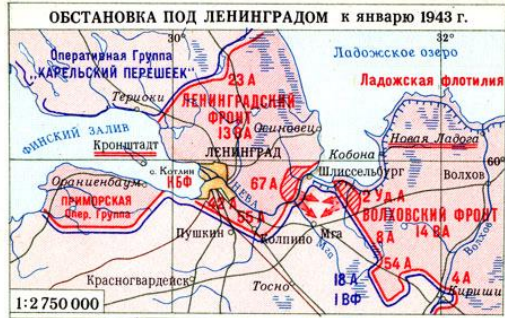 ОБСТАНОВКА ПОД ЛЕНИНГРАДОМ к январю 1943 г.
30°
32°
Оперативная Группа
„КАРЕЛЬСКИЙ ПЕРЕШЕЕК"
Ладожское озеро
23 А
Ладожская флотилия
Териоки
ЛЕНИНГРАДСКИЙ
ФРОНТ
13 ВА
Осиновец
ФИНСКИЙ ЗАЛИВ
Кронштадт
ЛЕНИНГРАД
Кобона
Новая Ладога
60°
о. Котлин
КБФ
Шлиссельбург
Волхов
Ораниенбаум
67 А
НЕВА
2 Уд.А
ПРИМОРСКАЯ
Опер. Группа
42 А
55 А
ВОЛХОВСКИЙ ФРОНТ
8 А
14 ВА
Пушкин
Колпино
Мга
Мга
Волхов
54 А
18 А
1 ВФ
Красногвардейск
Тосно
4 А
Кириши
1:2 750 000